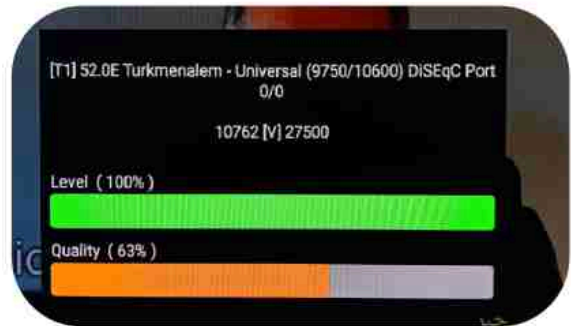 [T1] 52.0E Turkmenalem - Universal (9750/10600) DiSEqC Port
0/0
10762 [V] 27500
Level ( 100% )
Quality ( 63% )